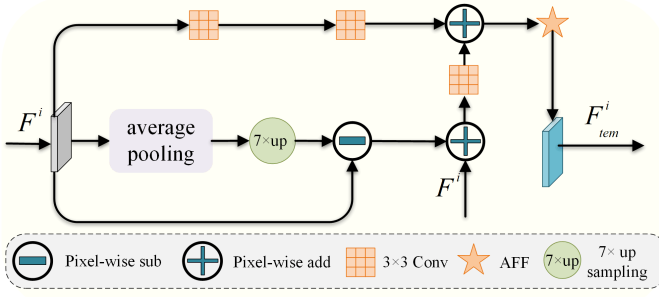 F^i
average
pooling
7×up
F^i
F^i_tem
Pixel-wise sub
Pixel-wise add
3×3 Conv
AFF
7×up
7× up
sampling